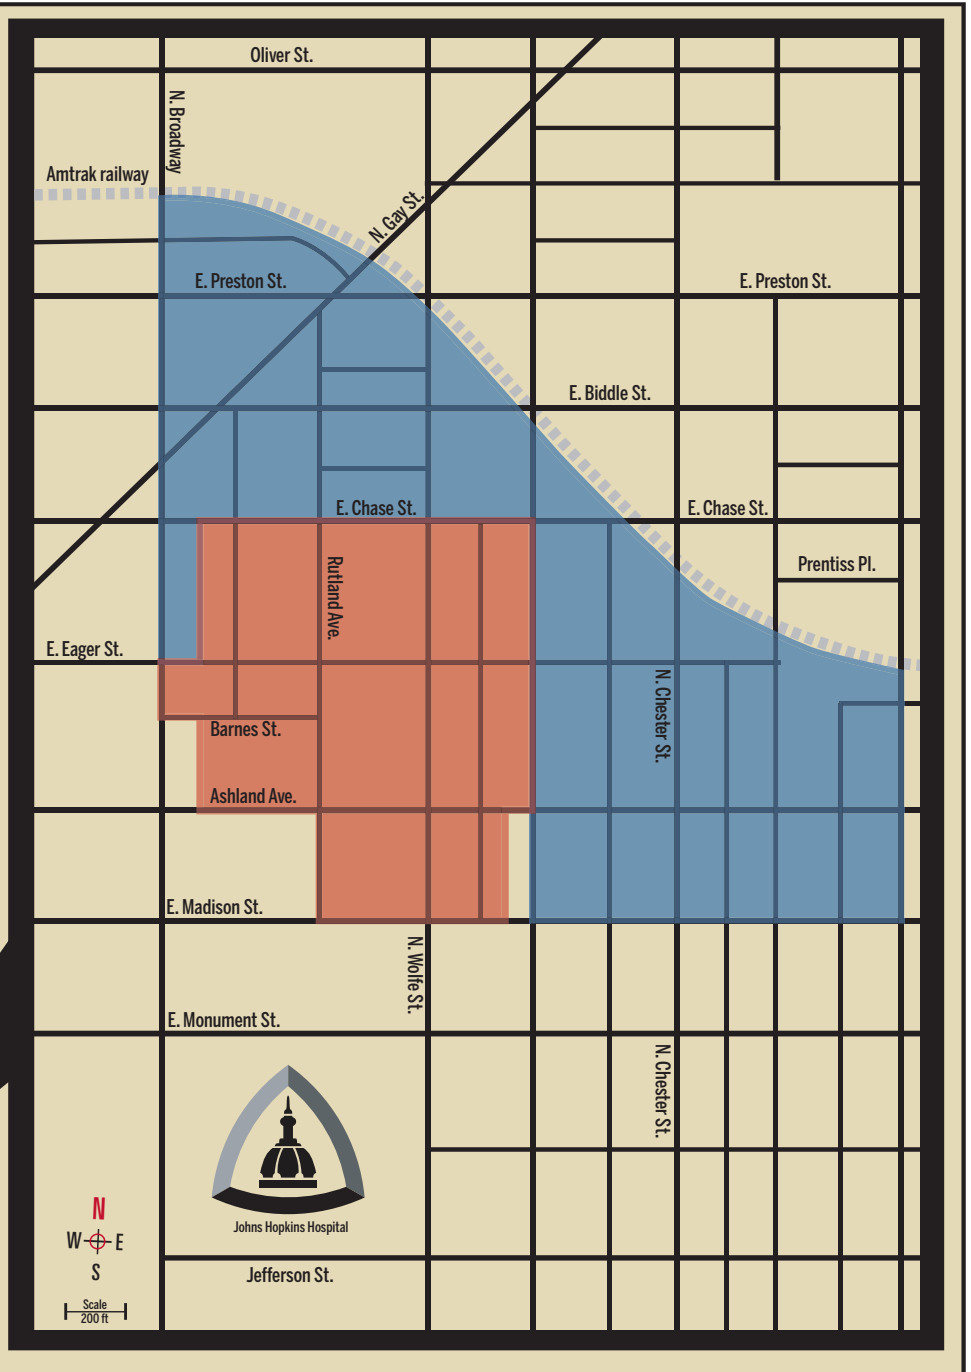 Oliver St.
N. Broadway
Amtrak railway
N. Gay St.
E. Preston St.
E. Preston St.
E. Biddle St.
E. Chase St.
E. Chase St.
Rutland Ave.
Prentiss Pl.
E. Eager St.
N. Chester St.
Barnes St.
Ashland Ave.
E. Madison St.
N. Wolfe St.
E. Monument St.
N. Chester St.
Johns Hopkins Hospital
N
W E
S
Jefferson St.
Scale
200 ft